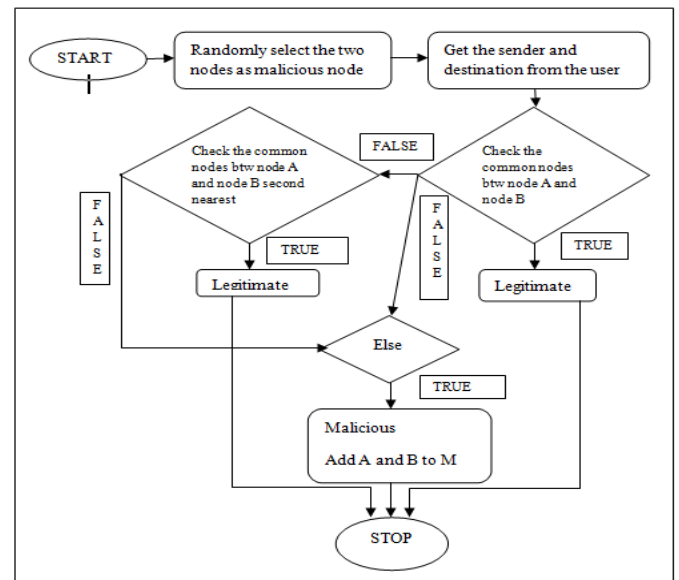 START
Randomly select the two
nodes as malicious node
Get the sender and
destination from the user
Check the common
nodes btw node A
and node B second
nearest
FALSE
Check the
common nodes
btw node A and
node B
F
A
L
S
E
TRUE
Legitimate
F
A
L
S
E
TRUE
Legitimate
Else
TRUE
Malicious
Add A and B to M
STOP